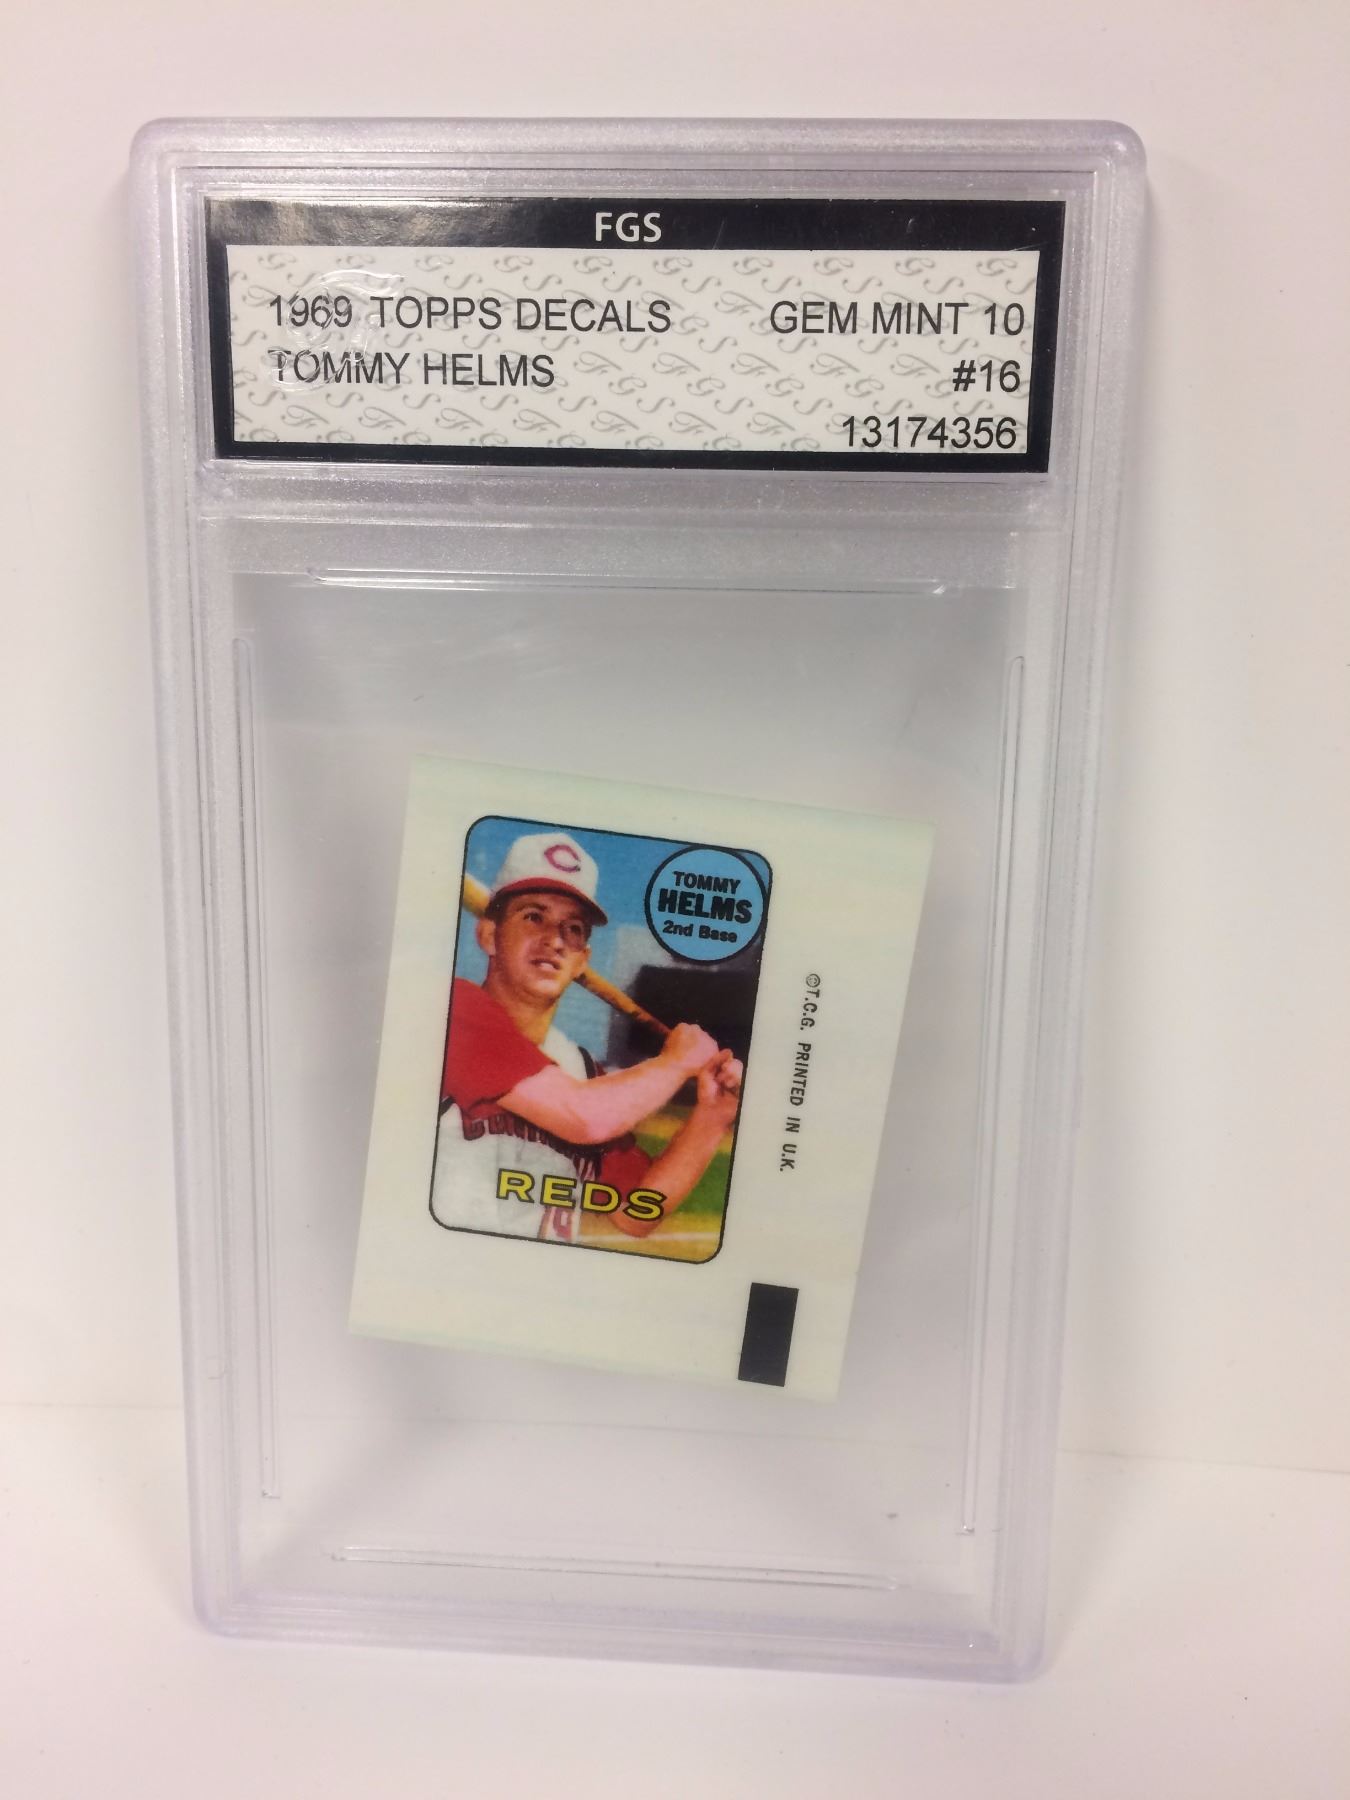 FGS
1969 TOPPS DECALS GEM MINT 10
TOMMY HELMS #16
13174356
C
TOMMY
HELMS
2nd Base
©T.C.G. PRINTED IN U.K.
REDS